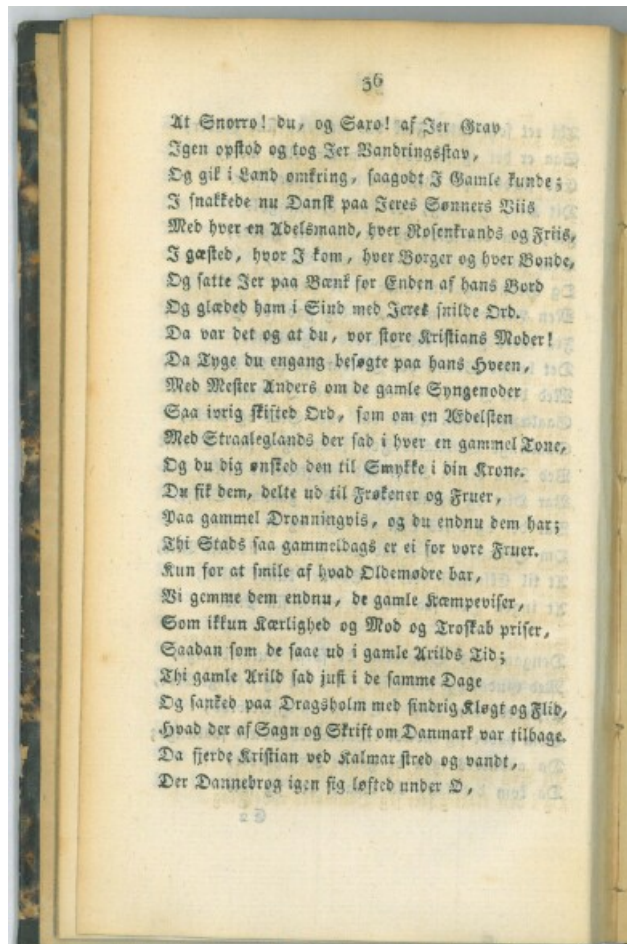 36
At Snorro! du, og Saxo! af Jer Grav
Igen opstod og tog Jer Vandringsstav,
Og gik i Land omkring, saagodt I Gamle kunde;
I snakkede nu Dansk paa Jeres Sønners Viis
Med hver en Adelsmand, hver Rosenkrands og Friis,
I gæsted, hvor I kom, hver Borger og hver Bonde,
Og satte Jer paa Bænk for Enden af hans Bord
Og glæded ham i Sind med Jeres snilde Ord.
Da var det og at du, vor store Kristians Moder!
Da Tyge du engang besøgte paa hans Hveen,
Med Mester Anders om de gamle Syngenoder
Saa ivrig skifted Ord, som om en Ædelsten
Med Straaleglands der sad i hver en gammel Tone,
Og du dig ønsked den til Smykke i din Krone.
Du fik dem, delte ud til Frøkener og Fruer,
Paa gammel Dronningvis, og du endnu dem har;
Thi Stads saa gammeldags er ei for vore Fruer.
Kun for at smile af hvad Oldemødre bar,
Vi gemme dem endnu, de gamle Kæmpeviser,
Som ikkun Kærlighed og Mod og Troskab priser,
Saadan som de saae ud i gamle Arilds Tid;
Thi gamle Arild sad just i de samme Dage
Og sanked paa Dragsholm med sindrig Kløgt og Flid,
Hvad der af Sagn og Skrift om Danmark var tilbage.
Da fjerde Kristian ved Kalmar stred og vandt,
Der Dannebrog igen sig løfted under Ø,